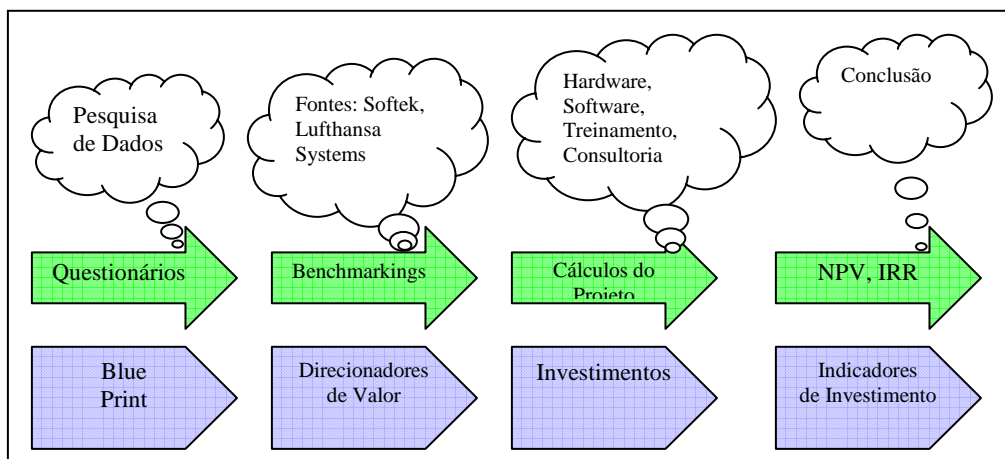 Pesquisa
de Dados
Fontes: Softek,
Lufthansa
Systems
Hardware,
Software,
Treinamento,
Consultoria
Conclusão
Questionários
Benchmarkings
Cálculos do
Projeto
NPV, IRR
Blue
Print
Direcionadores
de Valor
Investimentos
Indicadores
de Investimento